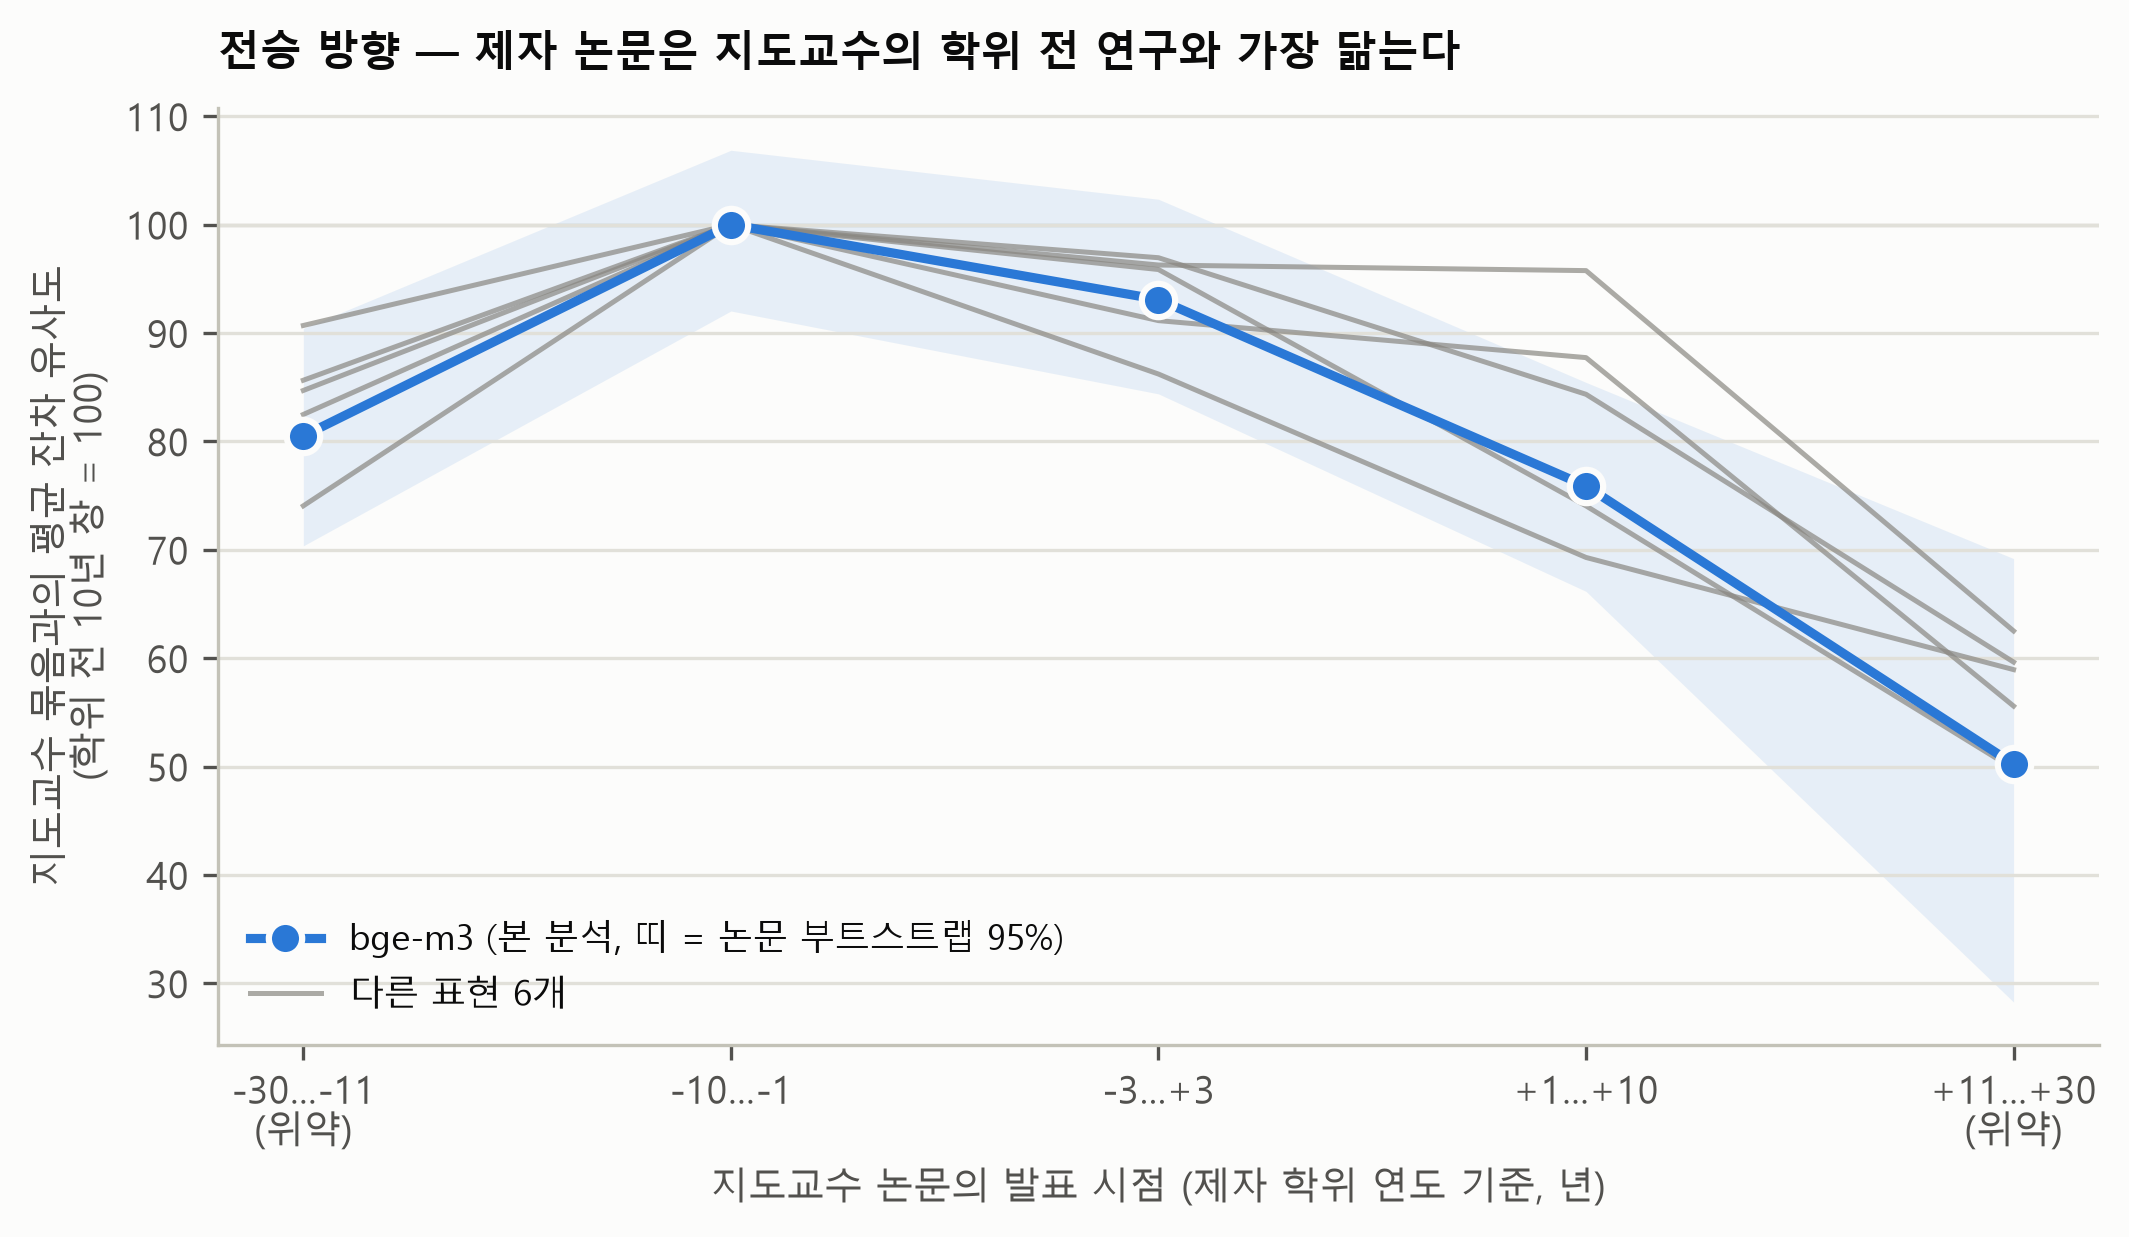 전승 방향 — 제자 논문은 지도교수의 학위 전 연구와 가장 닮는다
지도교수 묶음과의 평균 잔차 유사도
(학위 전 10년 창 = 100)
110
100
90
80
70
60
50
40
30
bge-m3 (본 분석, 띠 = 논문 부트스트랩 95%)
다른 표현 6개
-30...-11
(위약)
-10...-1
-3...+3
+1...+10
+11...+30
(위약)
지도교수 논문의 발표 시점 (제자 학위 연도 기준, 년)